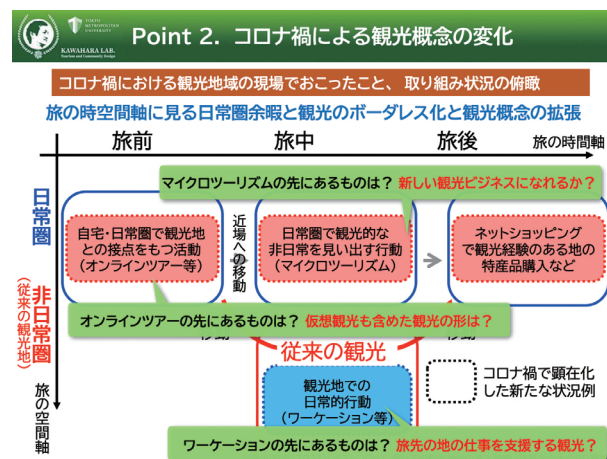 TOKYO
METROPOLITAN
UNIVERSITY
KAWAHARA LAB.
Tourism and Community Design
Point 2. コロナ禍による観光概念の変化
コロナ禍における観光地域の現場でおこったこと、取り組み状況の俯瞰
旅の時空間軸に見る日常圏余暇と観光のボーダレス化と観光概念の拡張
旅前
旅中
旅後
旅の時間軸
マイクロツーリズムの先にあるものは？ 新しい観光ビジネスになれるか？
日常圏
自宅・日常圏で観光地
との接点をもつ活動
（オンラインツアー等）
近場への移動
日常圏で観光的な
非日常を見い出す行動
（マイクロツーリズム）
ネットショッピング
で観光経験のある地の
特産品購入など
非日常圏
（従来の観光地）
オンラインツアーの先にあるものは？ 仮想観光も含めた観光の形は？
従来の観光
観光地での
日常的行動
（ワーケーション等）
コロナ禍で顕在化
した新たな状況例
旅の空間軸
ワーケーションの先にあるものは？ 旅先の地の仕事を支援する観光？